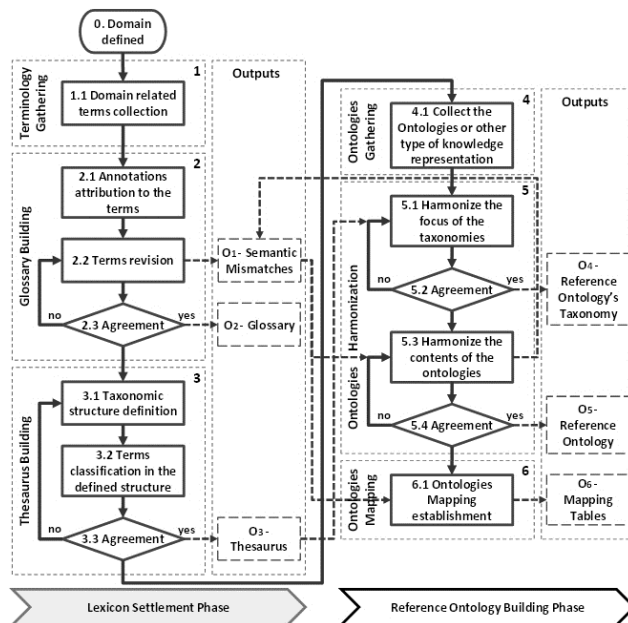 0. Domain
defined
1
Terminology
Gathering
1.1 Domain related
terms collection
Outputs
2
Glossary Building
2.1 Annotations
attribution to the
terms
2.2 Terms revision
O1- Semantic
Mismatches
no
2.3 Agreement
yes
O2- Glossary
3
Thesaurus Building
3.1 Taxonomic
structure definition
3.2 Terms
classification in the
defined structure
no
3.3 Agreement
yes
O3 -
Thesaurus
Lexicon Settlement Phase
4
Ontologies
Gathering
4.1 Collect the
Ontologies or other
type of knowledge
representation
Outputs
5
Ontologies
Harmonization
5.1 Harmonize the
focus of the
taxonomies
no
5.2 Agreement
yes
O4 -
Reference
Ontology's
Taxonomy
5.3 Harmonize the
contents of the
ontologies
no
5.4 Agreement
yes
O5-
Reference
Ontology
6
Ontologies
Mapping
6.1 Ontologies
Mapping
establishment
O6 -
Mapping
Tables
Reference Ontology Building Phase